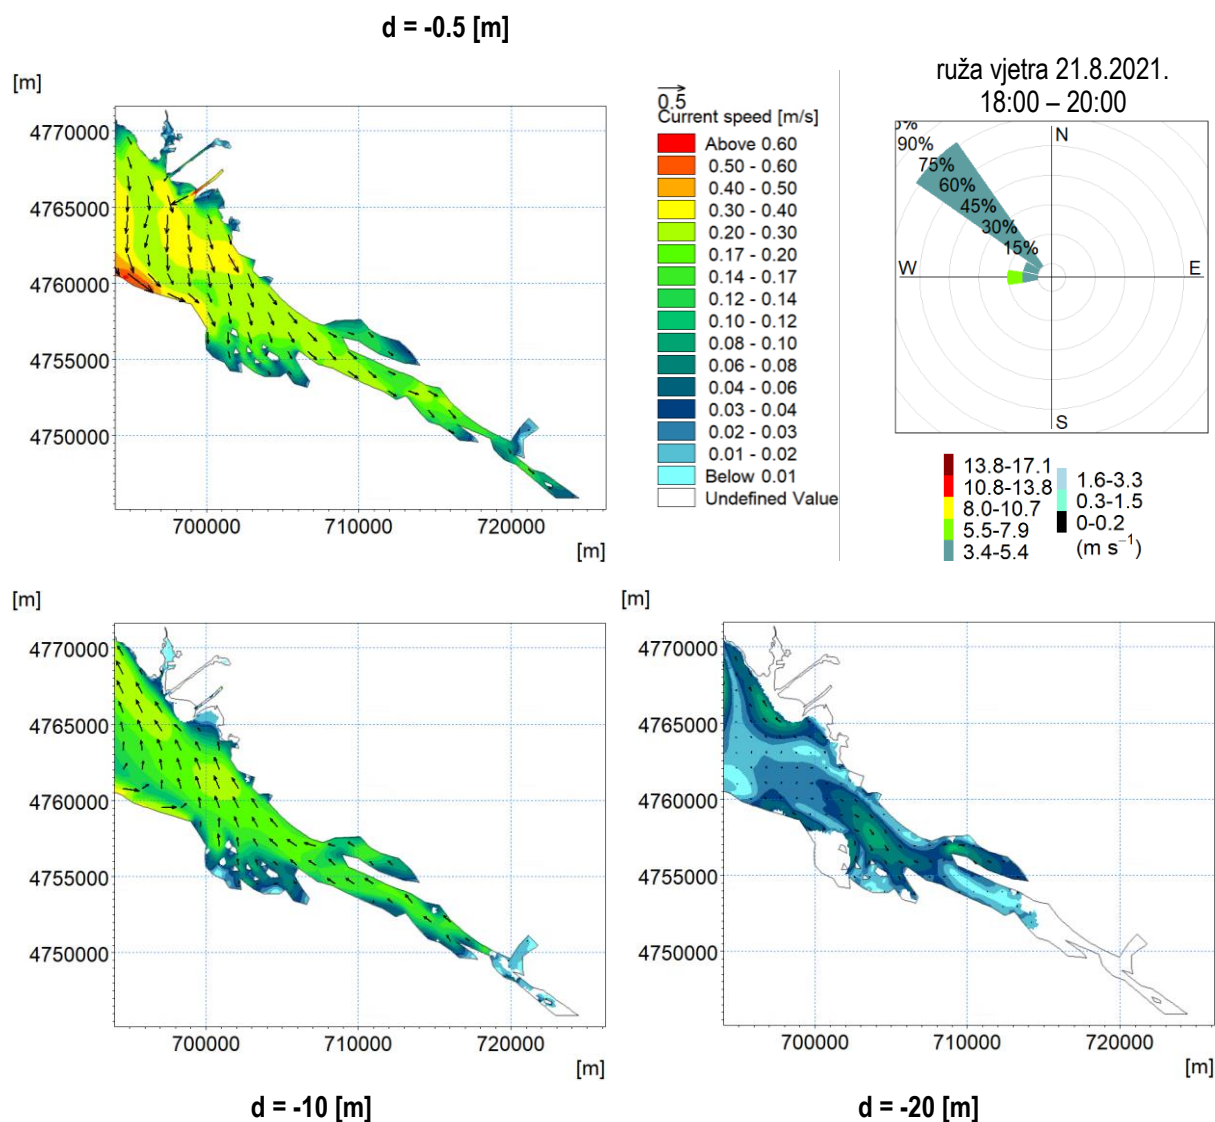 d = -0.5 [m]
[m]
4770000
4765000
4760000
4755000
4750000
700000
710000
720000
[m]
0.5
Current speed [m/s]
Above 0.60
0.50 - 0.60
0.40 - 0.50
0.30 - 0.40
0.20 - 0.30
0.17 - 0.20
0.14 - 0.17
0.12 - 0.14
0.10 - 0.12
0.08 - 0.10
0.06 - 0.08
0.04 - 0.06
0.03 - 0.04
0.02 - 0.03
0.01 - 0.02
Below 0.01
Undefined Value
ruža vjetra 21.8.2021.
18:00 – 20:00
90%
75%
60%
45%
30%
15%
N
W
E
S
13.8-17.1
10.8-13.8
8.0-10.7
5.5-7.9
3.4-5.4
1.6-3.3
0.3-1.5
0-0.2
(m s⁻¹)
[m]
4770000
4765000
4760000
4755000
4750000
700000
710000
720000
[m]
d = -10 [m]
[m]
4770000
4765000
4760000
4755000
4750000
700000
710000
720000
[m]
d = -20 [m]